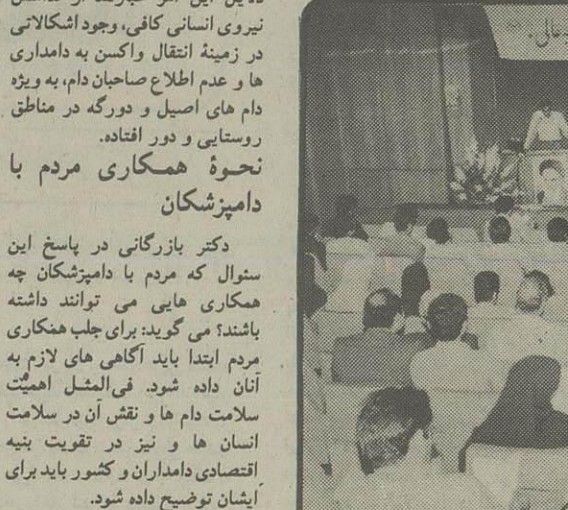 نیروی انسانی کافی، وجود اشکالاتی
در زمینهٔ انتقال واکسن به دامداری
ها و عدم اطلاع صاحبان دام، به ویژه
دام های اصیل و دورگه در مناطق
روستایی و دور افتاده.
نحوهٔ همکاری مردم با
دامپزشکان
دکتر بازرگانی در پاسخ این
سئوال که مردم با دامپزشکان چه
همکاری هایی می توانند داشته
باشند؟ می گوید: برای جلب همکاری
مردم ابتدا باید آگاهی های لازم به
آنان داده شود. فی‌المثل اهمیّت
سلامت دام ها و نقش آن در سلامت
انسان ها و نیز در تقویت بنیه
اقتصادی دامداران و کشور باید برای
ایشان توضیح داده شود.